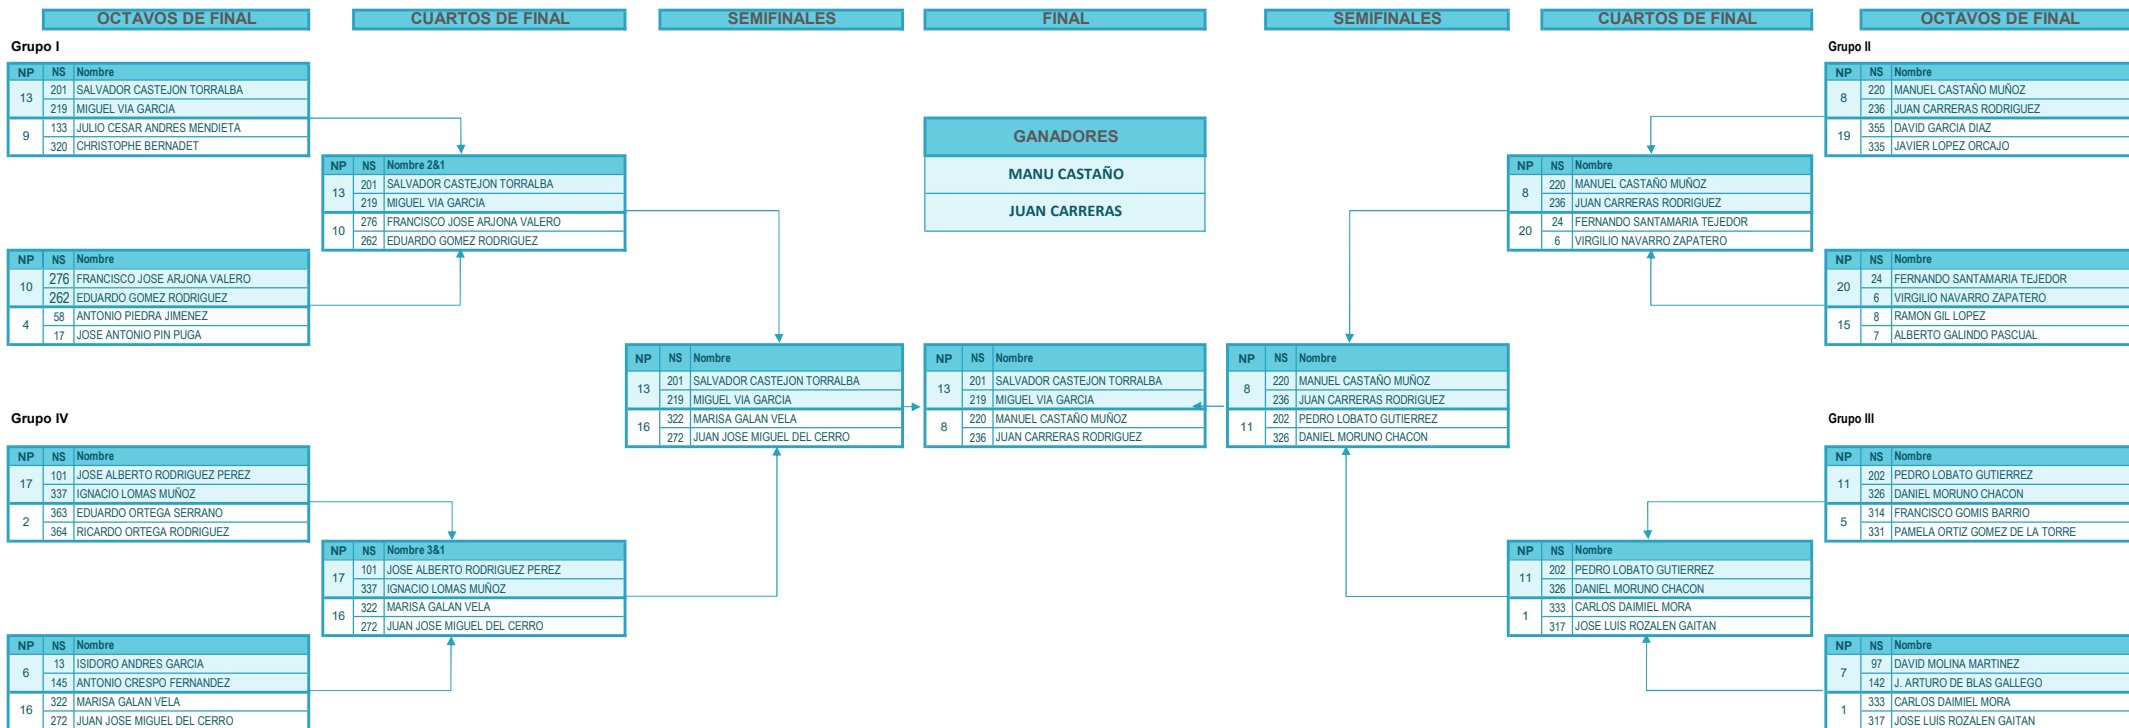 OCTAVOS DE FINAL
CUARTOS DE FINAL
SEMIFINALES
FINAL
SEMIFINALES
CUARTOS DE FINAL
OCTAVOS DE FINAL
Grupo I
NP NS Nombre
13
201 SALVADOR CASTEJON TORRALBA
219 MIGUEL VIA GARCIA
9
133 JULIO CESAR ANDRES MENDIETA
320 CHRISTOPHE BERNADET
NP NS Nombre
10
276 FRANCISCO JOSE ARJONA VALERO
262 EDUARDO GOMEZ RODRIGUEZ
4
58 ANTONIO PIEDRA JIMENEZ
17 JOSE ANTONIO PIN PUGA
Grupo IV
NP NS Nombre
17
101 JOSE ALBERTO RODRIGUEZ PEREZ
337 IGNACIO LOMAS MUÑOZ
2
363 EDUARDO ORTEGA SERRANO
364 RICARDO ORTEGA RODRIGUEZ
NP NS Nombre
6
13 ISIDORO ANDRES GARCIA
145 ANTONIO CRESPO FERNANDEZ
16
322 MARISA GALAN VELA
272 JUAN JOSE MIGUEL DEL CERRO
NP NS Nombre 2&1
13
201 SALVADOR CASTEJON TORRALBA
219 MIGUEL VIA GARCIA
10
276 FRANCISCO JOSE ARJONA VALERO
262 EDUARDO GOMEZ RODRIGUEZ
NP NS Nombre 3&1
17
101 JOSE ALBERTO RODRIGUEZ PEREZ
337 IGNACIO LOMAS MUÑOZ
16
322 MARISA GALAN VELA
272 JUAN JOSE MIGUEL DEL CERRO
NP NS Nombre
13
201 SALVADOR CASTEJON TORRALBA
219 MIGUEL VIA GARCIA
16
322 MARISA GALAN VELA
272 JUAN JOSE MIGUEL DEL CERRO
GANADORES
MANU CASTAÑO
JUAN CARRERAS
NP NS Nombre
13
201 SALVADOR CASTEJON TORRALBA
219 MIGUEL VIA GARCIA
8
220 MANUEL CASTAÑO MUÑOZ
236 JUAN CARRERAS RODRIGUEZ
NP NS Nombre
8
220 MANUEL CASTAÑO MUÑOZ
236 JUAN CARRERAS RODRIGUEZ
11
202 PEDRO LOBATO GUTIERREZ
326 DANIEL MORUNO CHACON
NP NS Nombre
8
220 MANUEL CASTAÑO MUÑOZ
236 JUAN CARRERAS RODRIGUEZ
20
24 FERNANDO SANTAMARIA TEJEDOR
6 VIRGILIO NAVARRO ZAPATERO
NP NS Nombre
11
202 PEDRO LOBATO GUTIERREZ
326 DANIEL MORUNO CHACON
1
333 CARLOS DAIMIEL MORA
317 JOSE LUIS ROZALEN GAITAN
Grupo II
NP NS Nombre
8
220 MANUEL CASTAÑO MUÑOZ
236 JUAN CARRERAS RODRIGUEZ
19
355 DAVID GARCIA DIAZ
335 JAVIER LOPEZ ORCAJO
NP NS Nombre
20
24 FERNANDO SANTAMARIA TEJEDOR
6 VIRGILIO NAVARRO ZAPATERO
15
8 RAMON GIL LOPEZ
7 ALBERTO GALINDO PASCUAL
Grupo III
NP NS Nombre
11
202 PEDRO LOBATO GUTIERREZ
326 DANIEL MORUNO CHACON
5
314 FRANCISCO GOMIS BARRIO
331 PAMELA ORTIZ GOMEZ DE LA TORRE
NP NS Nombre
7
97 DAVID MOLINA MARTINEZ
142 J. ARTURO DE BLAS GALLEGO
1
333 CARLOS DAIMIEL MORA
317 JOSE LUIS ROZALEN GAITAN